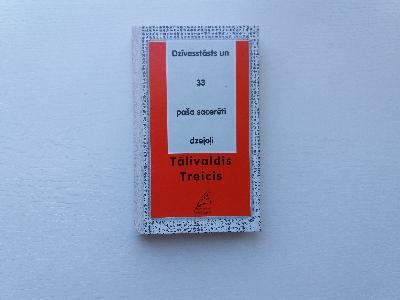 Dzīvesstāsts un
33
paša sacerēti
dzejoļi
Tālivaldis
Treicis